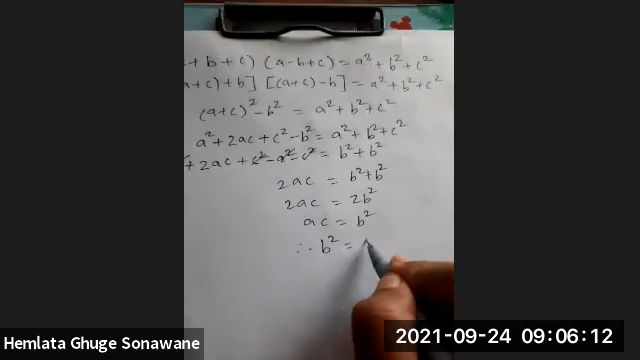 + b + c) (a - b + c) = a² + b² + c²
a + c) + b] [(a + c) - b] = a² + b² + c²
(a + c)² - b² = a² + b² + c²
a² + 2ac + c² - b² = a² + b² + c²
+ 2ac + c² - a² - c² = b² + b²
2ac = b² + b²
2ac = 2b²
ac = b²
∴ b² =
Hemlata Ghuge Sonawane
2021-09-24 09:06:12